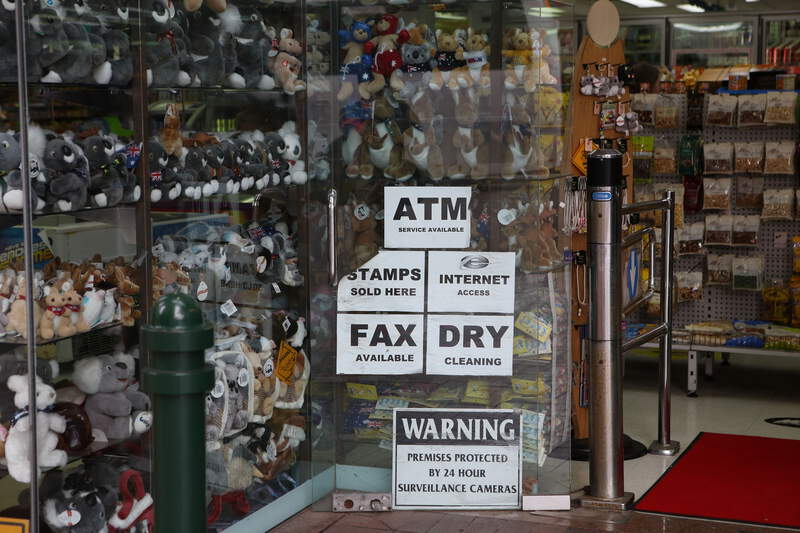 ATM
SERVICE AVAILABLE
STAMPS
SOLD HERE
INTERNET
ACCESS
FAX
AVAILABLE
DRY
CLEANING
WARNING
PREMISES PROTECTED
BY 24 HOUR
SURVEILLANCE CAMERAS